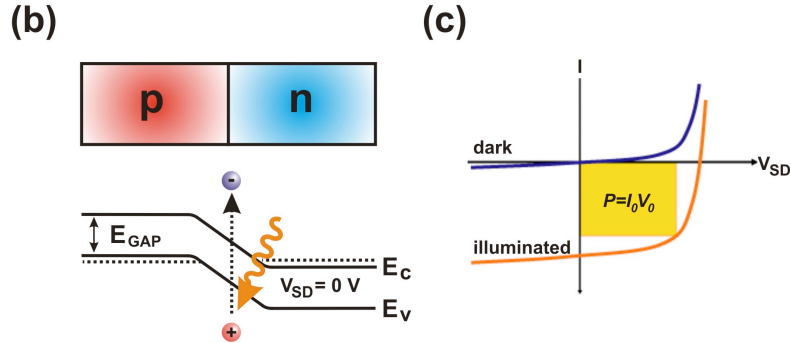 (b)
p n
-
E_GAP
V_SD = 0 V
E_C
E_V
+
(c)
I
dark
V_SD
P=I_0V_0
illuminated